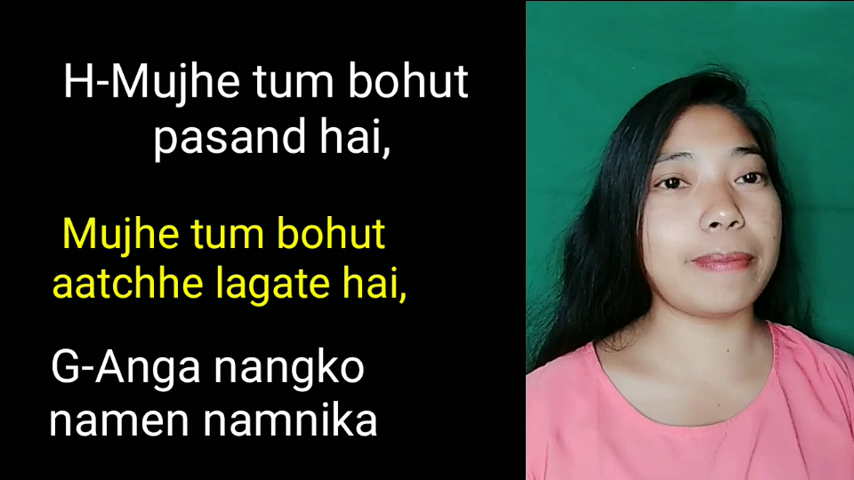 H-Mujhe tum bohut
pasand hai,
Mujhe tum bohut
aatchhe lagate hai,
G-Anga nangko
namen namnika